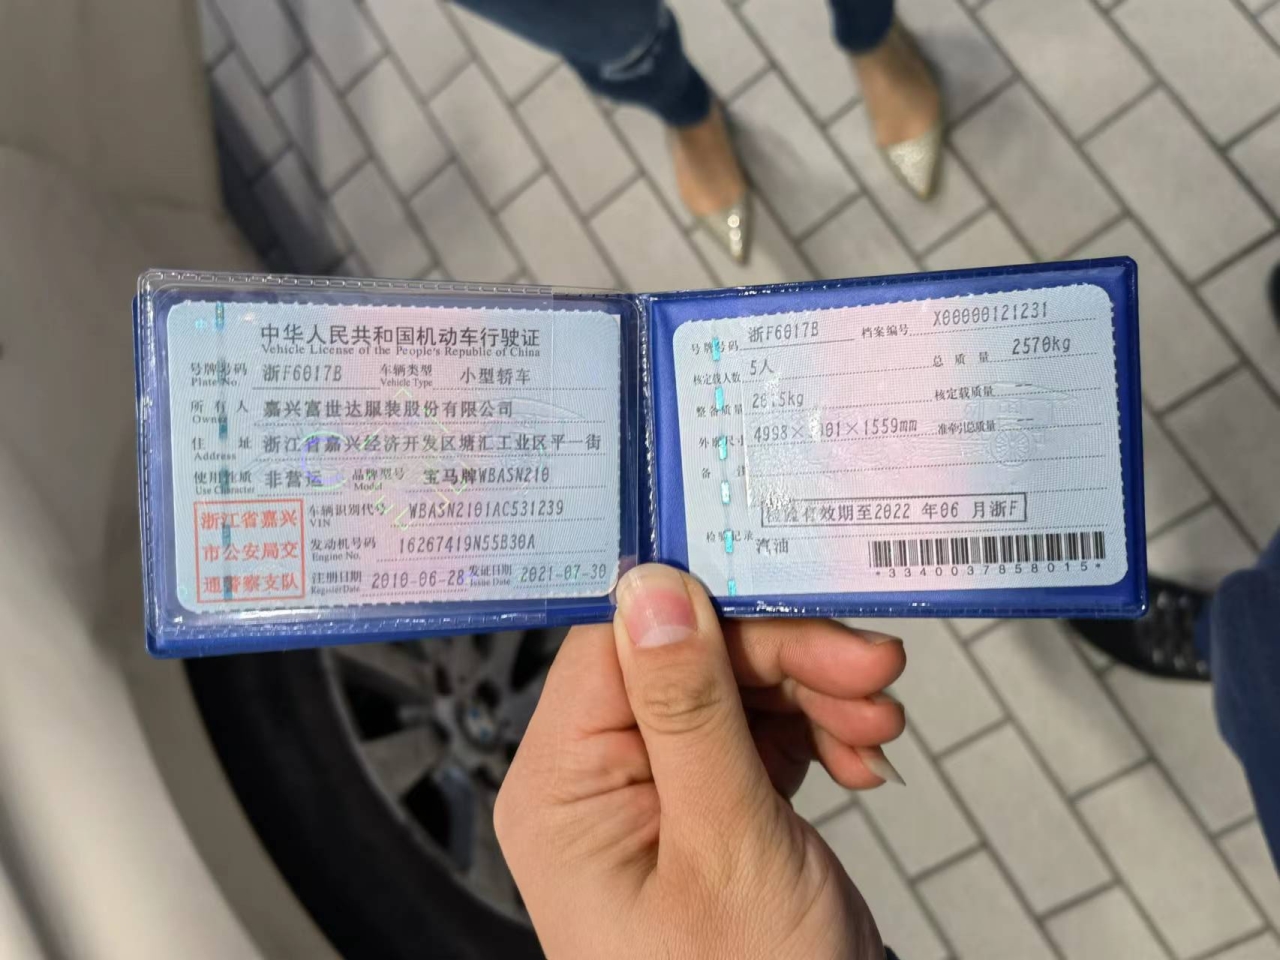 中华人民共和国机动车行驶证
Vehicle License of the People's Republic of China
号牌号码 浙F6017B 车辆类型 小型轿车
Plate No. Vehicle Type
所有人 嘉兴富世达服装股份有限公司
Owner
住址 浙江省嘉兴经济开发区塘汇工业区平一街
Address
使用性质 非营运 品牌型号 宝马牌WBASN210
Use Character Model
浙江省嘉兴
市公安局交
通警察支队
车辆识别代号 WBASN2101AC531239
VIN
发动机号码 16267419N55B30A
Engine No.
注册日期 2010-06-28 发证日期 2021-07-30
Register Date Issue Date
号牌号码 浙F6017B 档案编号 X00000121231
核定载人数 5人 总质量 2570kg
整备质量 核定载质量
外廓尺寸 准牵引总质量
备注
检验有效期至2022 年06 月浙F
检验记录
汽油
*3340037858015*